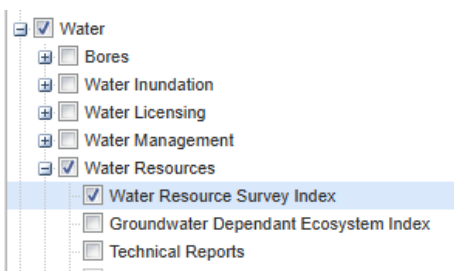 Water
Bores
Water Inundation
Water Licensing
Water Management
Water Resources
Water Resource Survey Index
Groundwater Dependant Ecosystem Index
Technical Reports